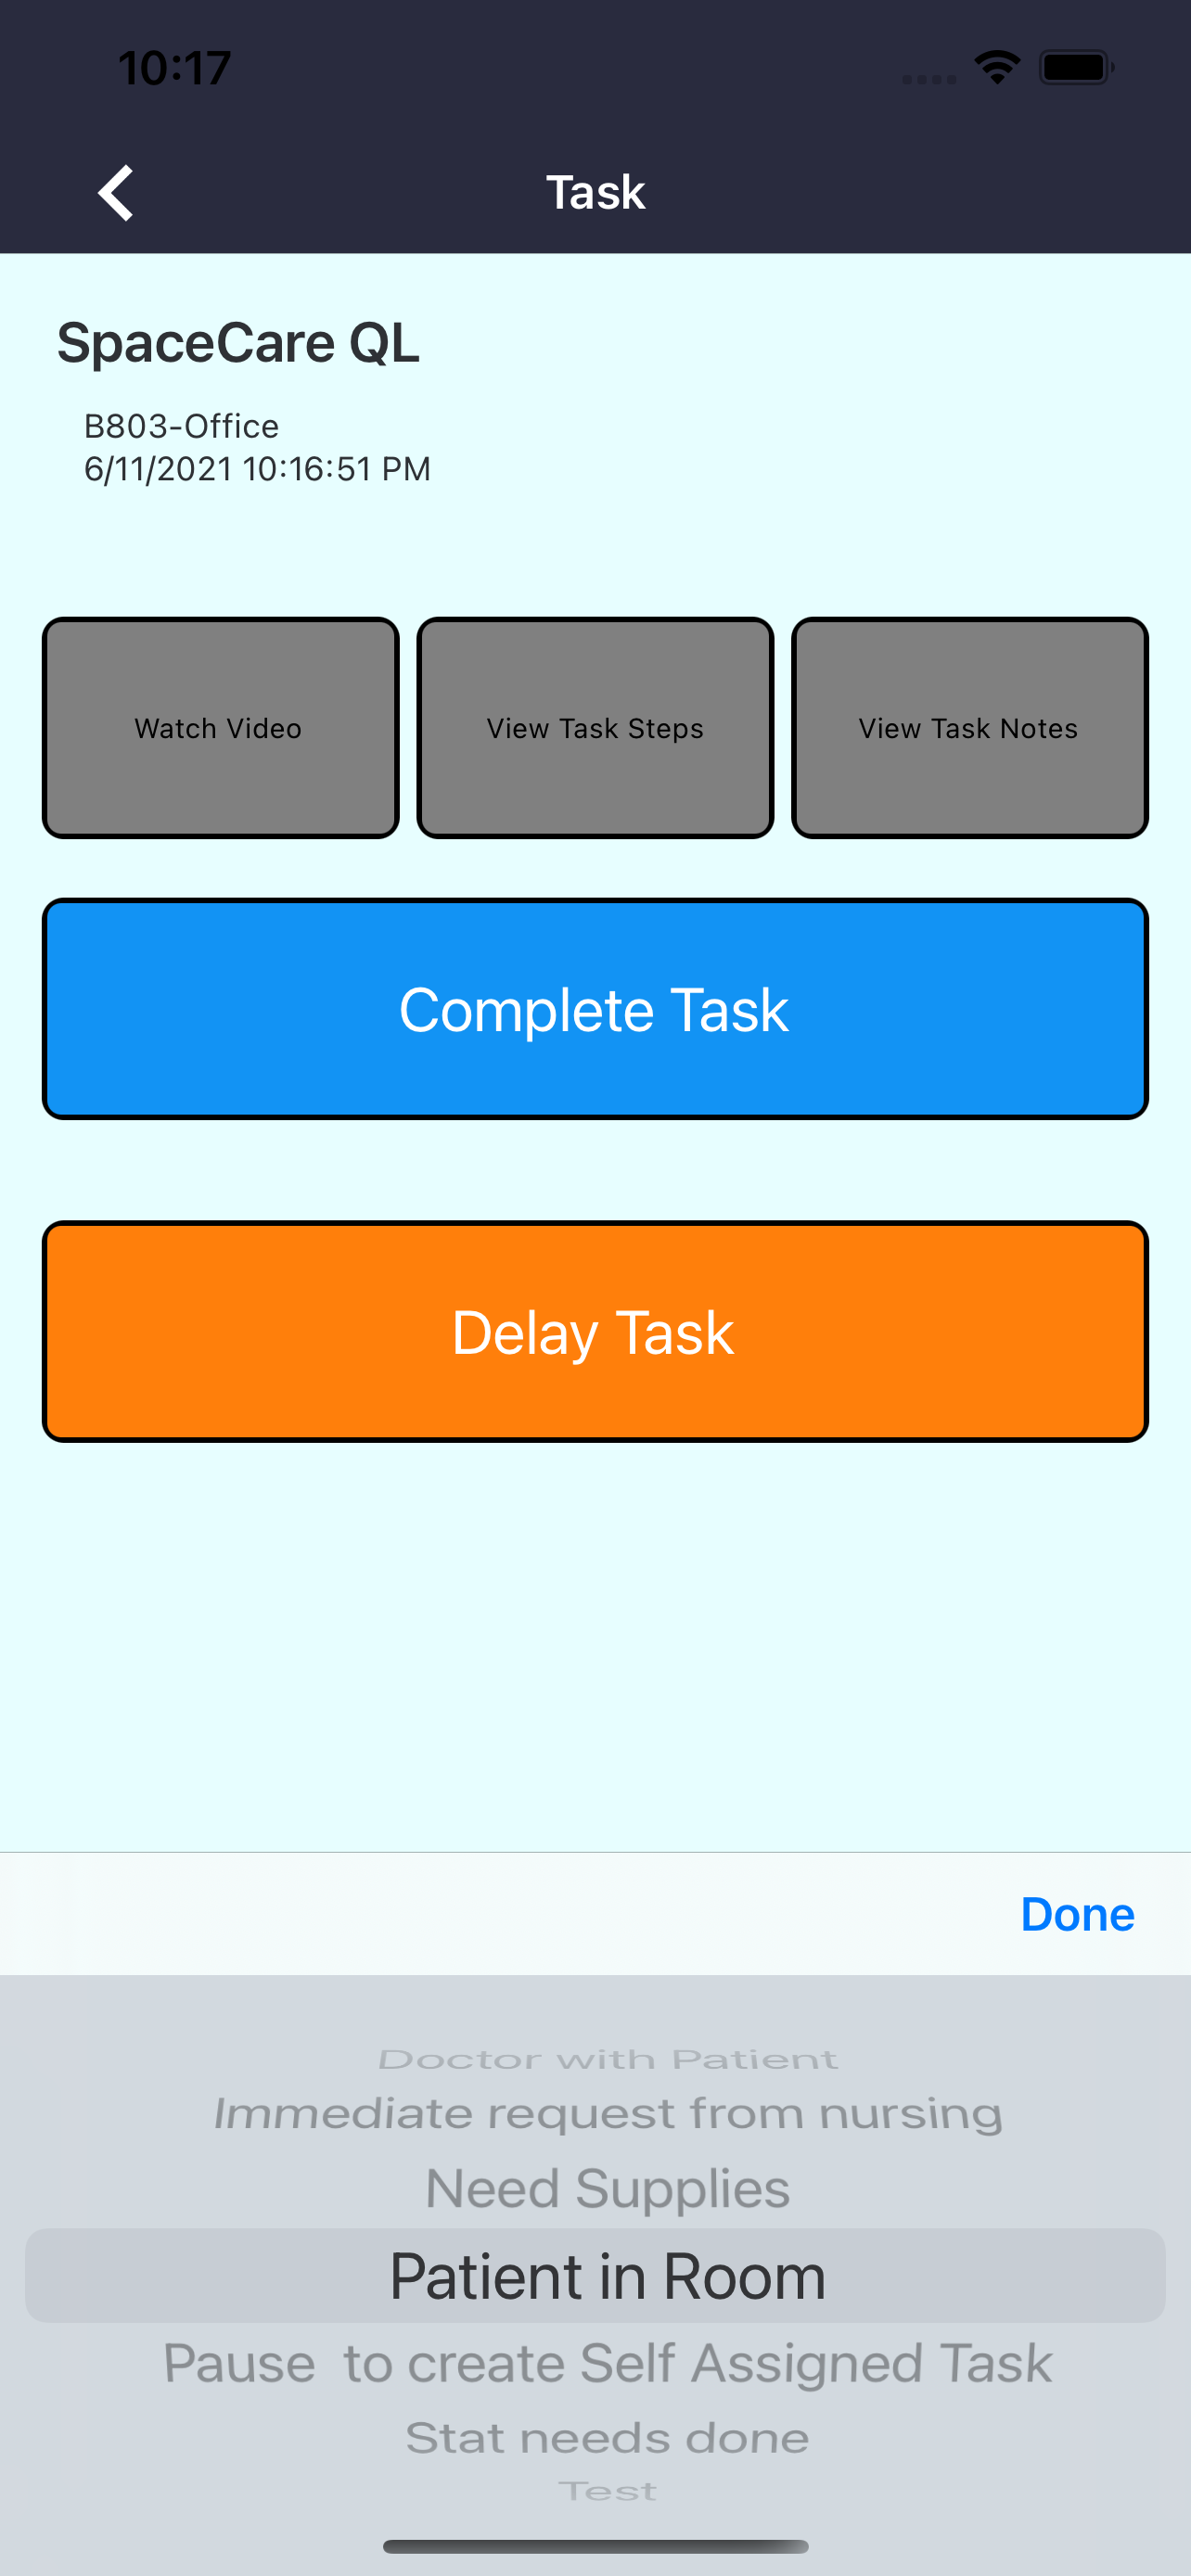 10:17
Task
SpaceCare QL
B803-Office
6/11/2021 10:16:51 PM
Watch Video
View Task Steps
View Task Notes
Complete Task
Delay Task
Done
Doctor with Patient
Immediate request from nursing
Need Supplies
Patient in Room
Pause  to create Self Assigned Task
Stat needs done
Test